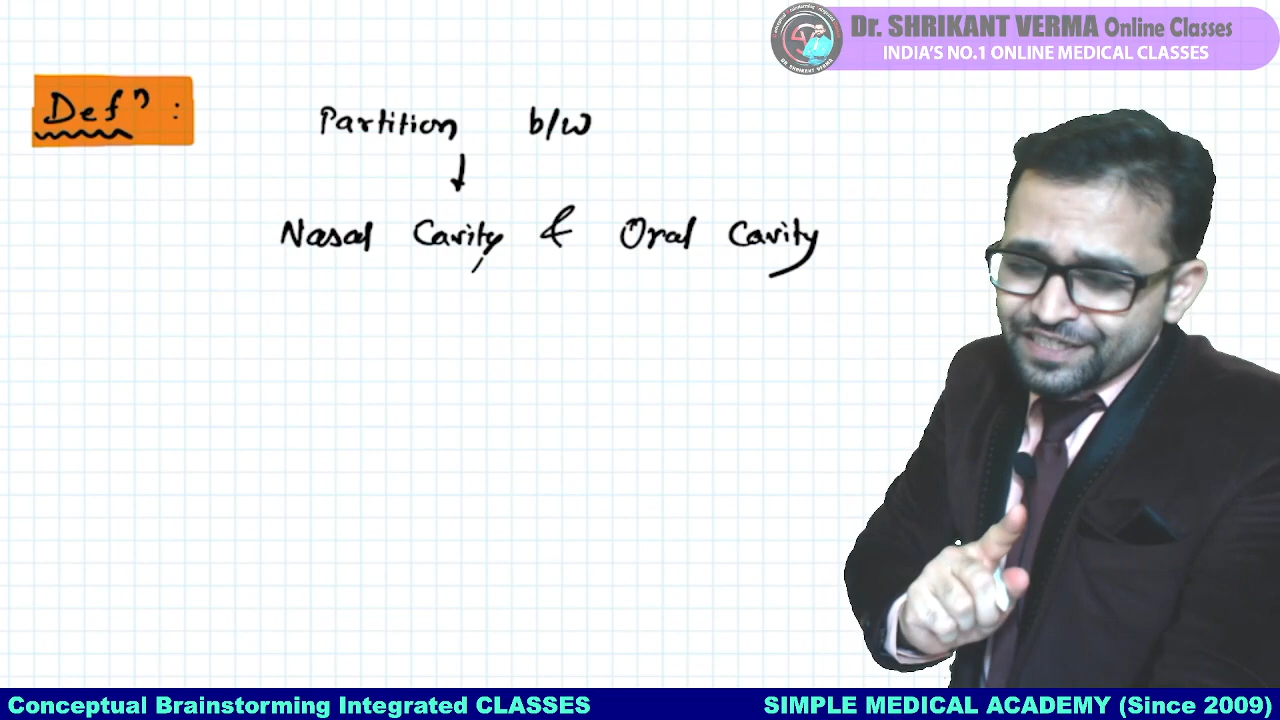 Dr. SHRIKANT VERMA Online Classes
INDIA'S NO.1 ONLINE MEDICAL CLASSES
Defn :
Partition b/w
↓
Nasal Cavity & Oral Cavity
Conceptual Brainstorming Integrated CLASSES
SIMPLE MEDICAL ACADEMY (Since 2009)